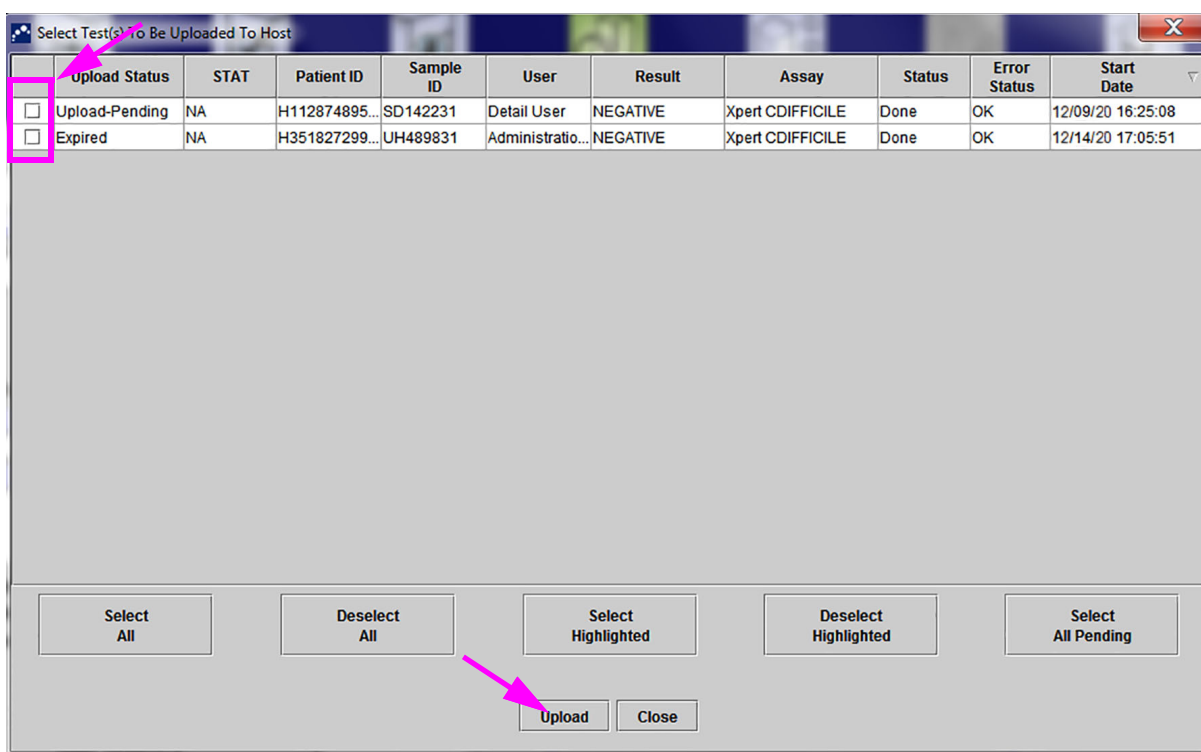 Select Test(s) To Be Uploaded To Host
X
Upload Status STAT Patient ID Sample ID User Result Assay Status Error Status Start Date
Upload-Pending NA H112874895... SD142231 Detail User NEGATIVE Xpert CDIFFICILE Done OK 12/09/20 16:25:08
Expired NA H351827299... UH489831 Administratio... NEGATIVE Xpert CDIFFICILE Done OK 12/14/20 17:05:51
Select All
Deselect All
Select Highlighted
Deselect Highlighted
Select All Pending
Upload
Close